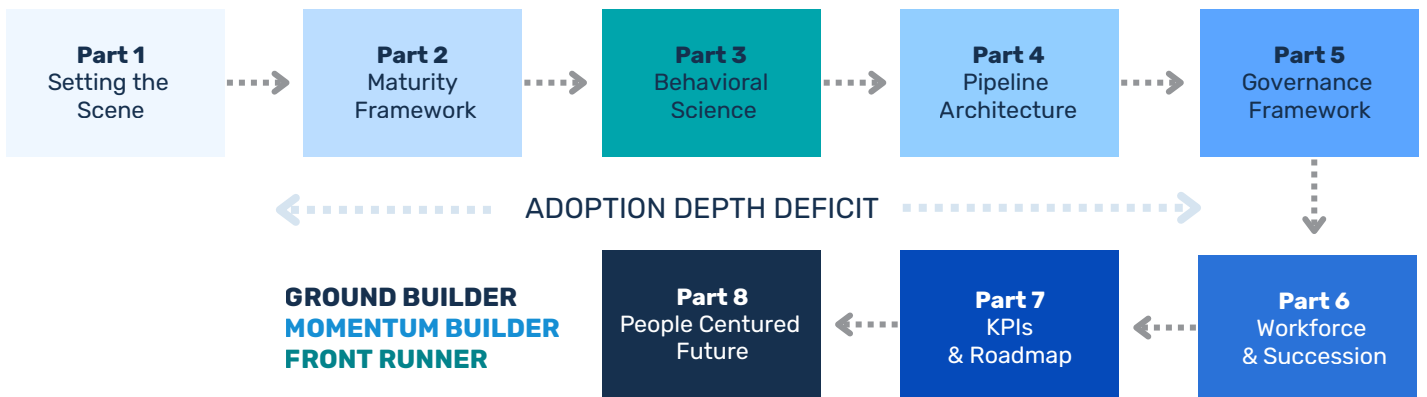 Part 1
Setting the
Scene
Part 2
Maturity
Framework
Part 3
Behavioral
Science
Part 4
Pipeline
Architecture
Part 5
Governance
Framework
ADOPTION DEPTH DEFICIT
Part 6
Workforce
& Succession
Part 7
KPIs
& Roadmap
Part 8
People Centured
Future
GROUND BUILDER
MOMENTUM BUILDER
FRONT RUNNER